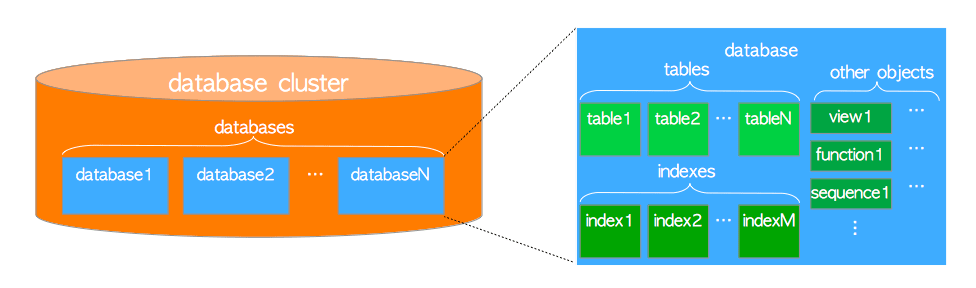 database cluster
databases
database1 database2 ... databaseN
database
tables
other objects
table1 table2 ... tableN
view1 ...
function1 ...
indexes
sequence1 ...
index1 index2 ... indexM
⋮